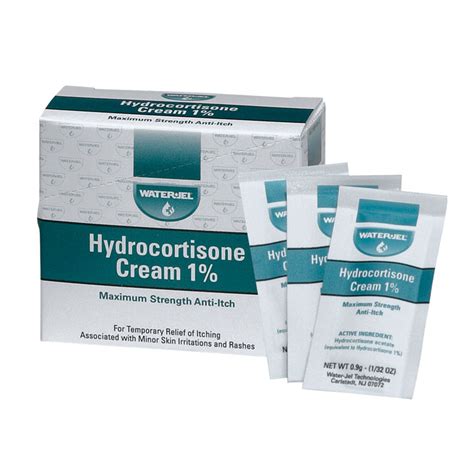 Hydrocortisone
Cream 1%
Maximum Strength Anti-Itch
WATER-JEL
Hydrocortisone
Cream 1%
Maximum Strength Anti-Itch
For Temporary Relief of Itching
Associated with Minor Skin Irritations and Rashes
WATER-JEL
Hydrocortisone
Cream 1%
Maximum Strength
Anti-Itch
ACTIVE INGREDIENT:
Hydrocortisone acetate
(equivalent to Hydrocortisone 1%)
NET WT 0.9g - (1/32 OZ)
Water-Jel Technologies
Carlstadt, NJ 07072